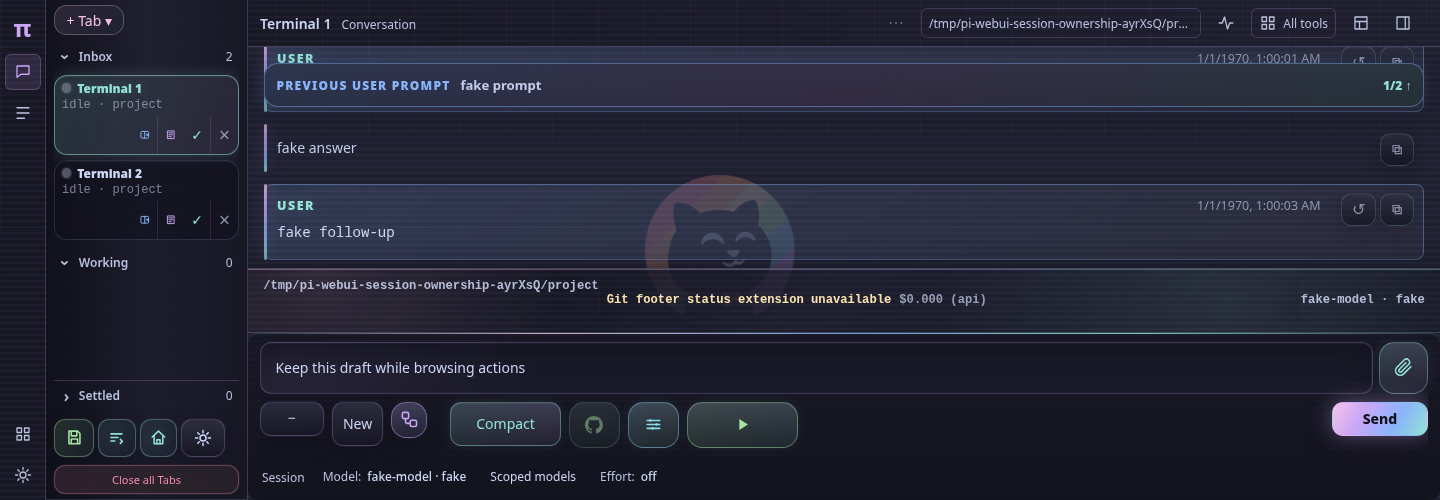 π
+ Tab ▾
Inbox 2
Terminal 1
idle · project
✓ ×
Terminal 2
idle · project
✓ ×
Working 0
Settled 0
Close all Tabs
Terminal 1 Conversation
··· /tmp/pi-webui-session-ownership-ayrXsQ/pr... All tools
USER 1/1/1970, 1:00:01 AM
PREVIOUS USER PROMPT fake prompt 1/2 ↑
fake answer
USER 1/1/1970, 1:00:03 AM
fake follow-up
/tmp/pi-webui-session-ownership-ayrXsQ/project
Git footer status extension unavailable $0.000 (api) fake-model · fake
Keep this draft while browsing actions
− New Compact Send
Session Model: fake-model · fake Scoped models Effort: off